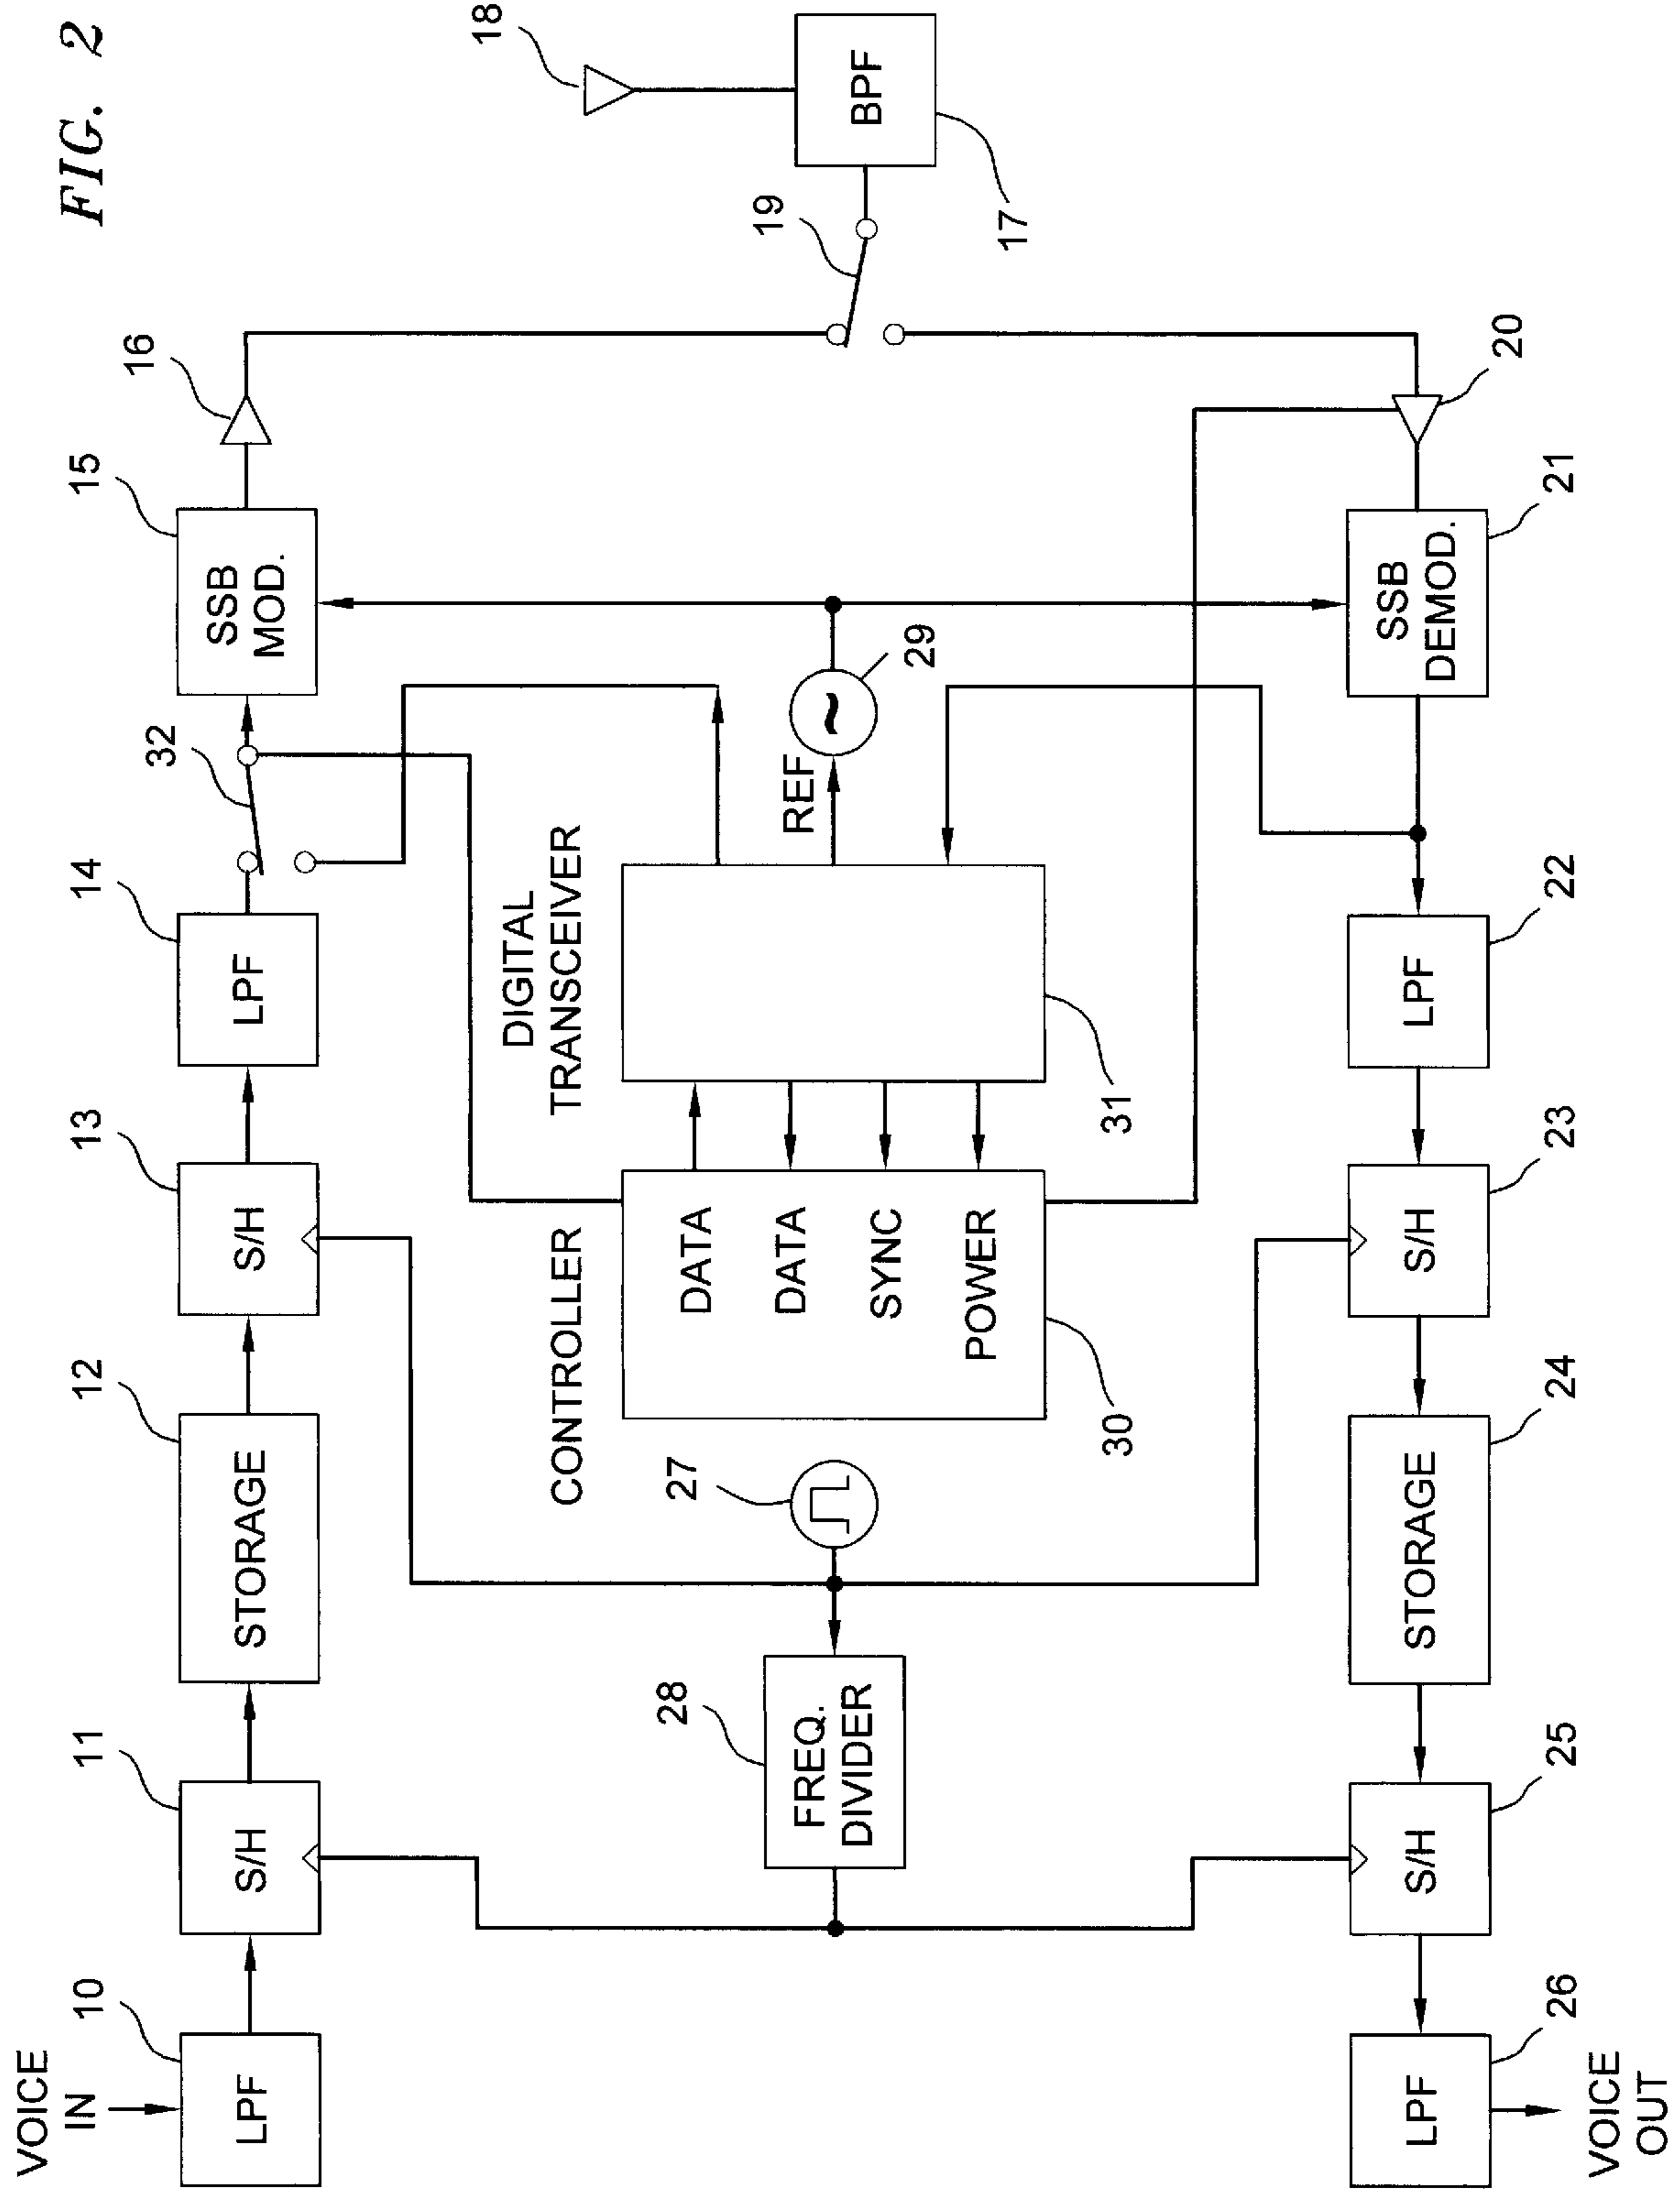 FIG. 2
VOICE
IN
10
LPF
11
S/H
12
STORAGE
13
S/H
14
LPF
32
15
SSB
MOD.
16
18
BPF
17
19
28
FREQ.
DIVIDER
27
CONTROLLER
DATA
DATA
SYNC
POWER
30
DIGITAL
TRANSCEIVER
31
REF
29
VOICE
OUT
26
LPF
25
S/H
24
STORAGE
23
S/H
22
LPF
21
SSB
DEMOD.
20